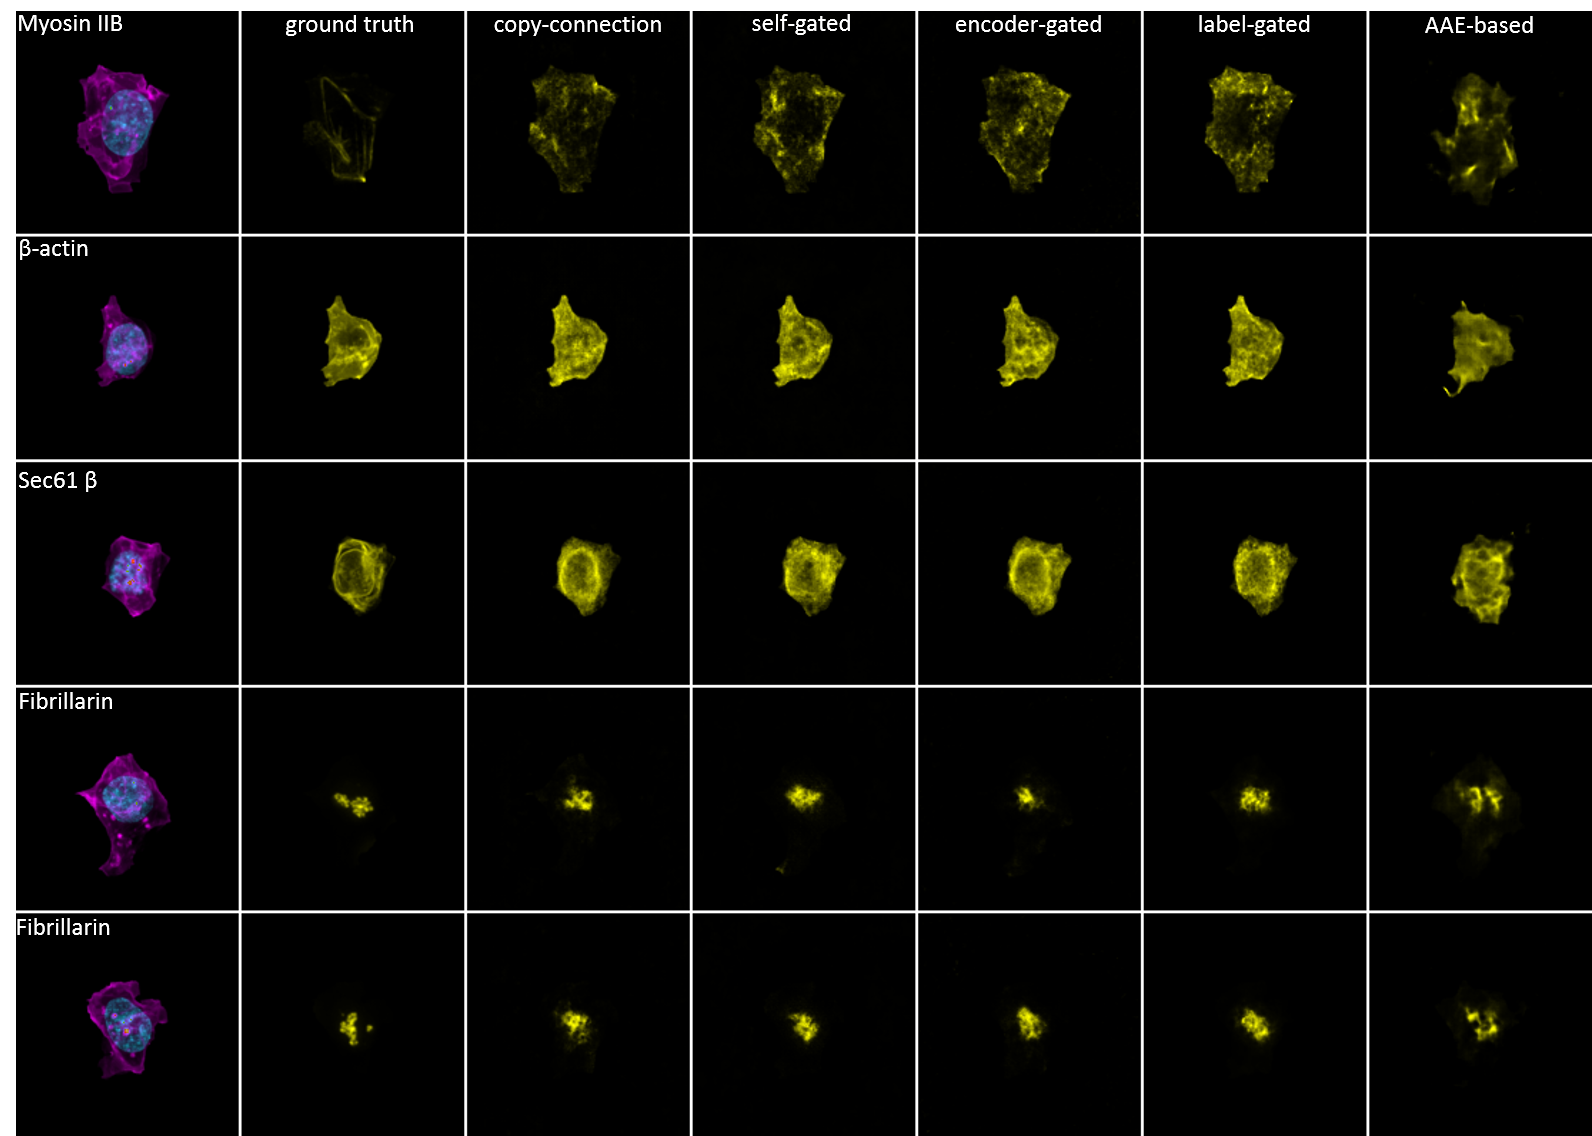 Myosin IIB ground truth copy-connection self-gated encoder-gated label-gated AAE-based
β-actin
Sec61 β
Fibrillarin
Fibrillarin